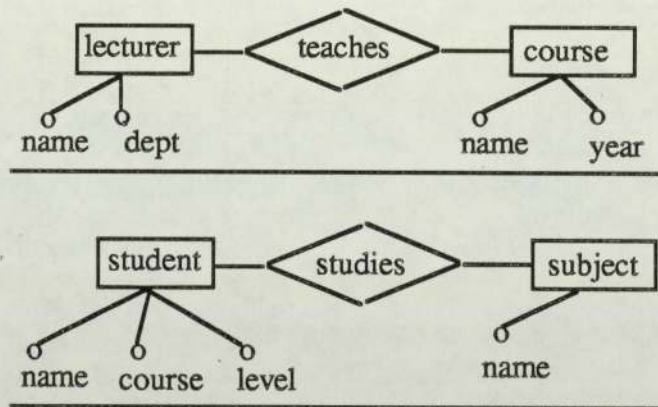 lecturer teaches course
name dept name year
student studies subject
name course level name